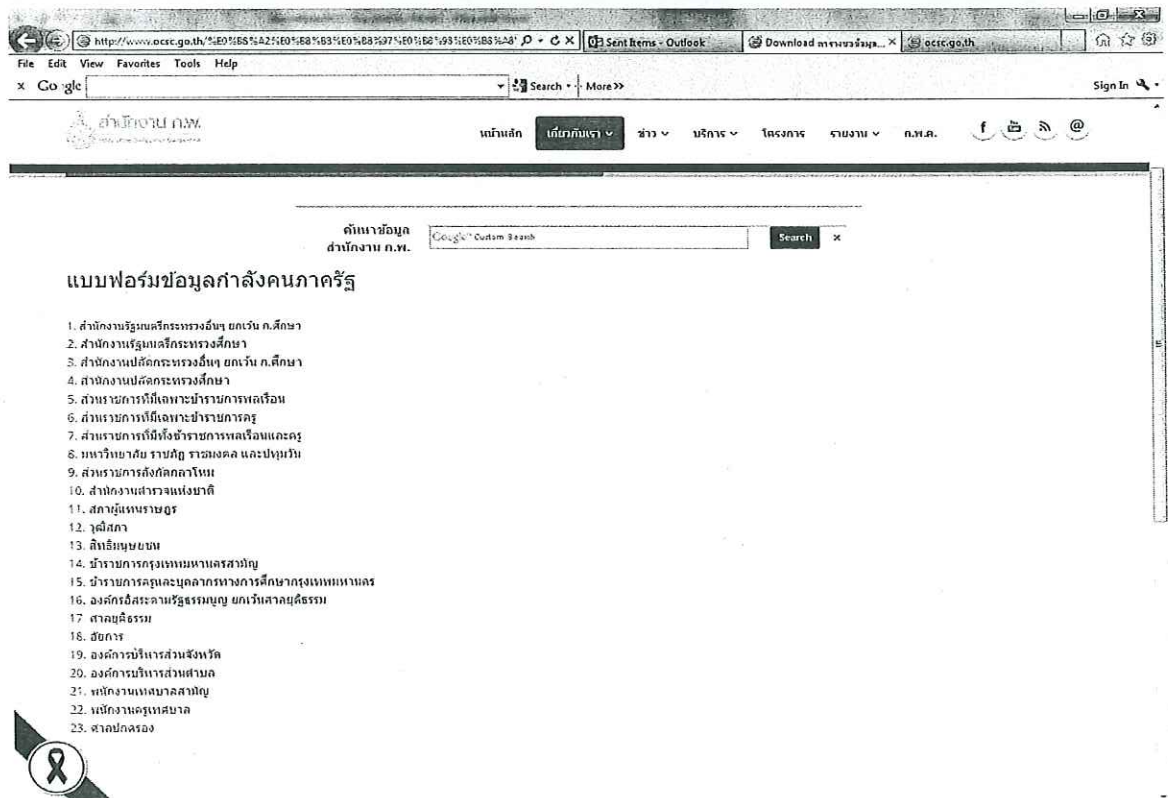 http://www.ocsc.go.th/%E0%B8%A2%E0%B8%B3%E0%B8%97%E0%B8%93%E0%B8%A8
Sent Items - Outlook
Download ตารางขวข้อมูล...
ocsc.go.th
File Edit View Favorites Tools Help
x Google Search More >> Sign In
สำนักงาน ก.พ.
หน้าหลัก เกี่ยวกับเรา ข่าว บริการ โครงการ รายงาน ก.พ.ค.
ค้นหาข้อมูล
สำนักงาน ก.พ.
Google™ Custom Search Search x
แบบฟอร์มข้อมูลกำลังคนภาครัฐ
1. สำนักงานรัฐมนตรีกระทรวงอื่นๆ ยกเว้น ก.ศึกษา
2. สำนักงานรัฐมนตรีกระทรวงศึกษา
3. สำนักงานปลัดกระทรวงอื่นๆ ยกเว้น ก.ศึกษา
4. สำนักงานปลัดกระทรวงศึกษา
5. ส่วนราชการที่มีเฉพาะข้าราชการพลเรือน
6. ส่วนราชการที่มีเฉพาะข้าราชการครู
7. ส่วนราชการที่มีทั้งข้าราชการพลเรือนและครู
8. มหาวิทยาลัย ราชภัฏ ราชมงคล และปทุมวัน
9. ส่วนราชการสังกัดกลาโหม
10. สำนักงานตำรวจแห่งชาติ
11. สภาผู้แทนราษฎร
12. วุฒิสภา
13. สิทธิมนุษยชน
14. ข้าราชการกรุงเทพมหานครสามัญ
15. ข้าราชการครูและบุคลากรทางการศึกษากรุงเทพมหานคร
16. องค์กรอิสระตามรัฐธรรมนูญ ยกเว้นศาลยุติธรรม
17 ศาลยุติธรรม
18. อัยการ
19. องค์การบริหารส่วนจังหวัด
20. องค์การบริหารส่วนตำบล
21. พนักงานเทศบาลสามัญ
22. พนักงานครูเทศบาล
23. ศาลปกครอง